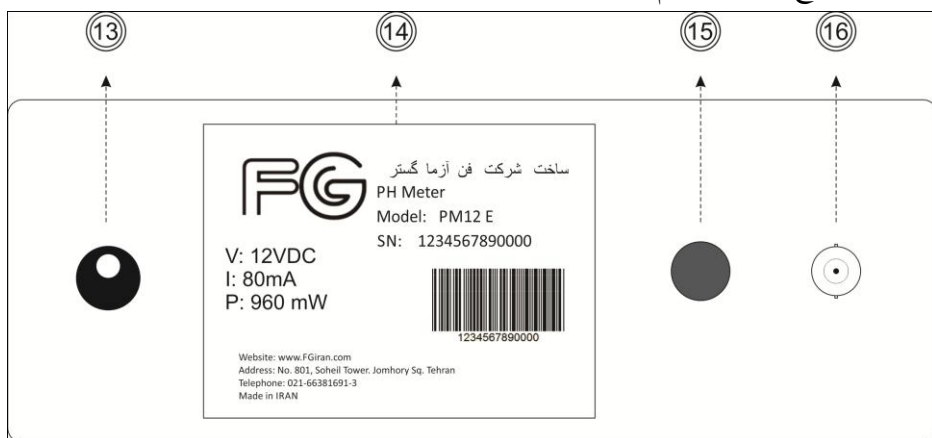 13
14
15
16
FG
ساخت شرکت فن آزما گستر
PH Meter
Model: PM12 E
SN: 1234567890000
V: 12VDC
I: 80mA
P: 960 mW
1234567890000
Website: www.FGiran.com
Address: No. 801, Soheil Tower. Jomhory Sq. Tehran
Telephone: 021-66381691-3
Made in IRAN